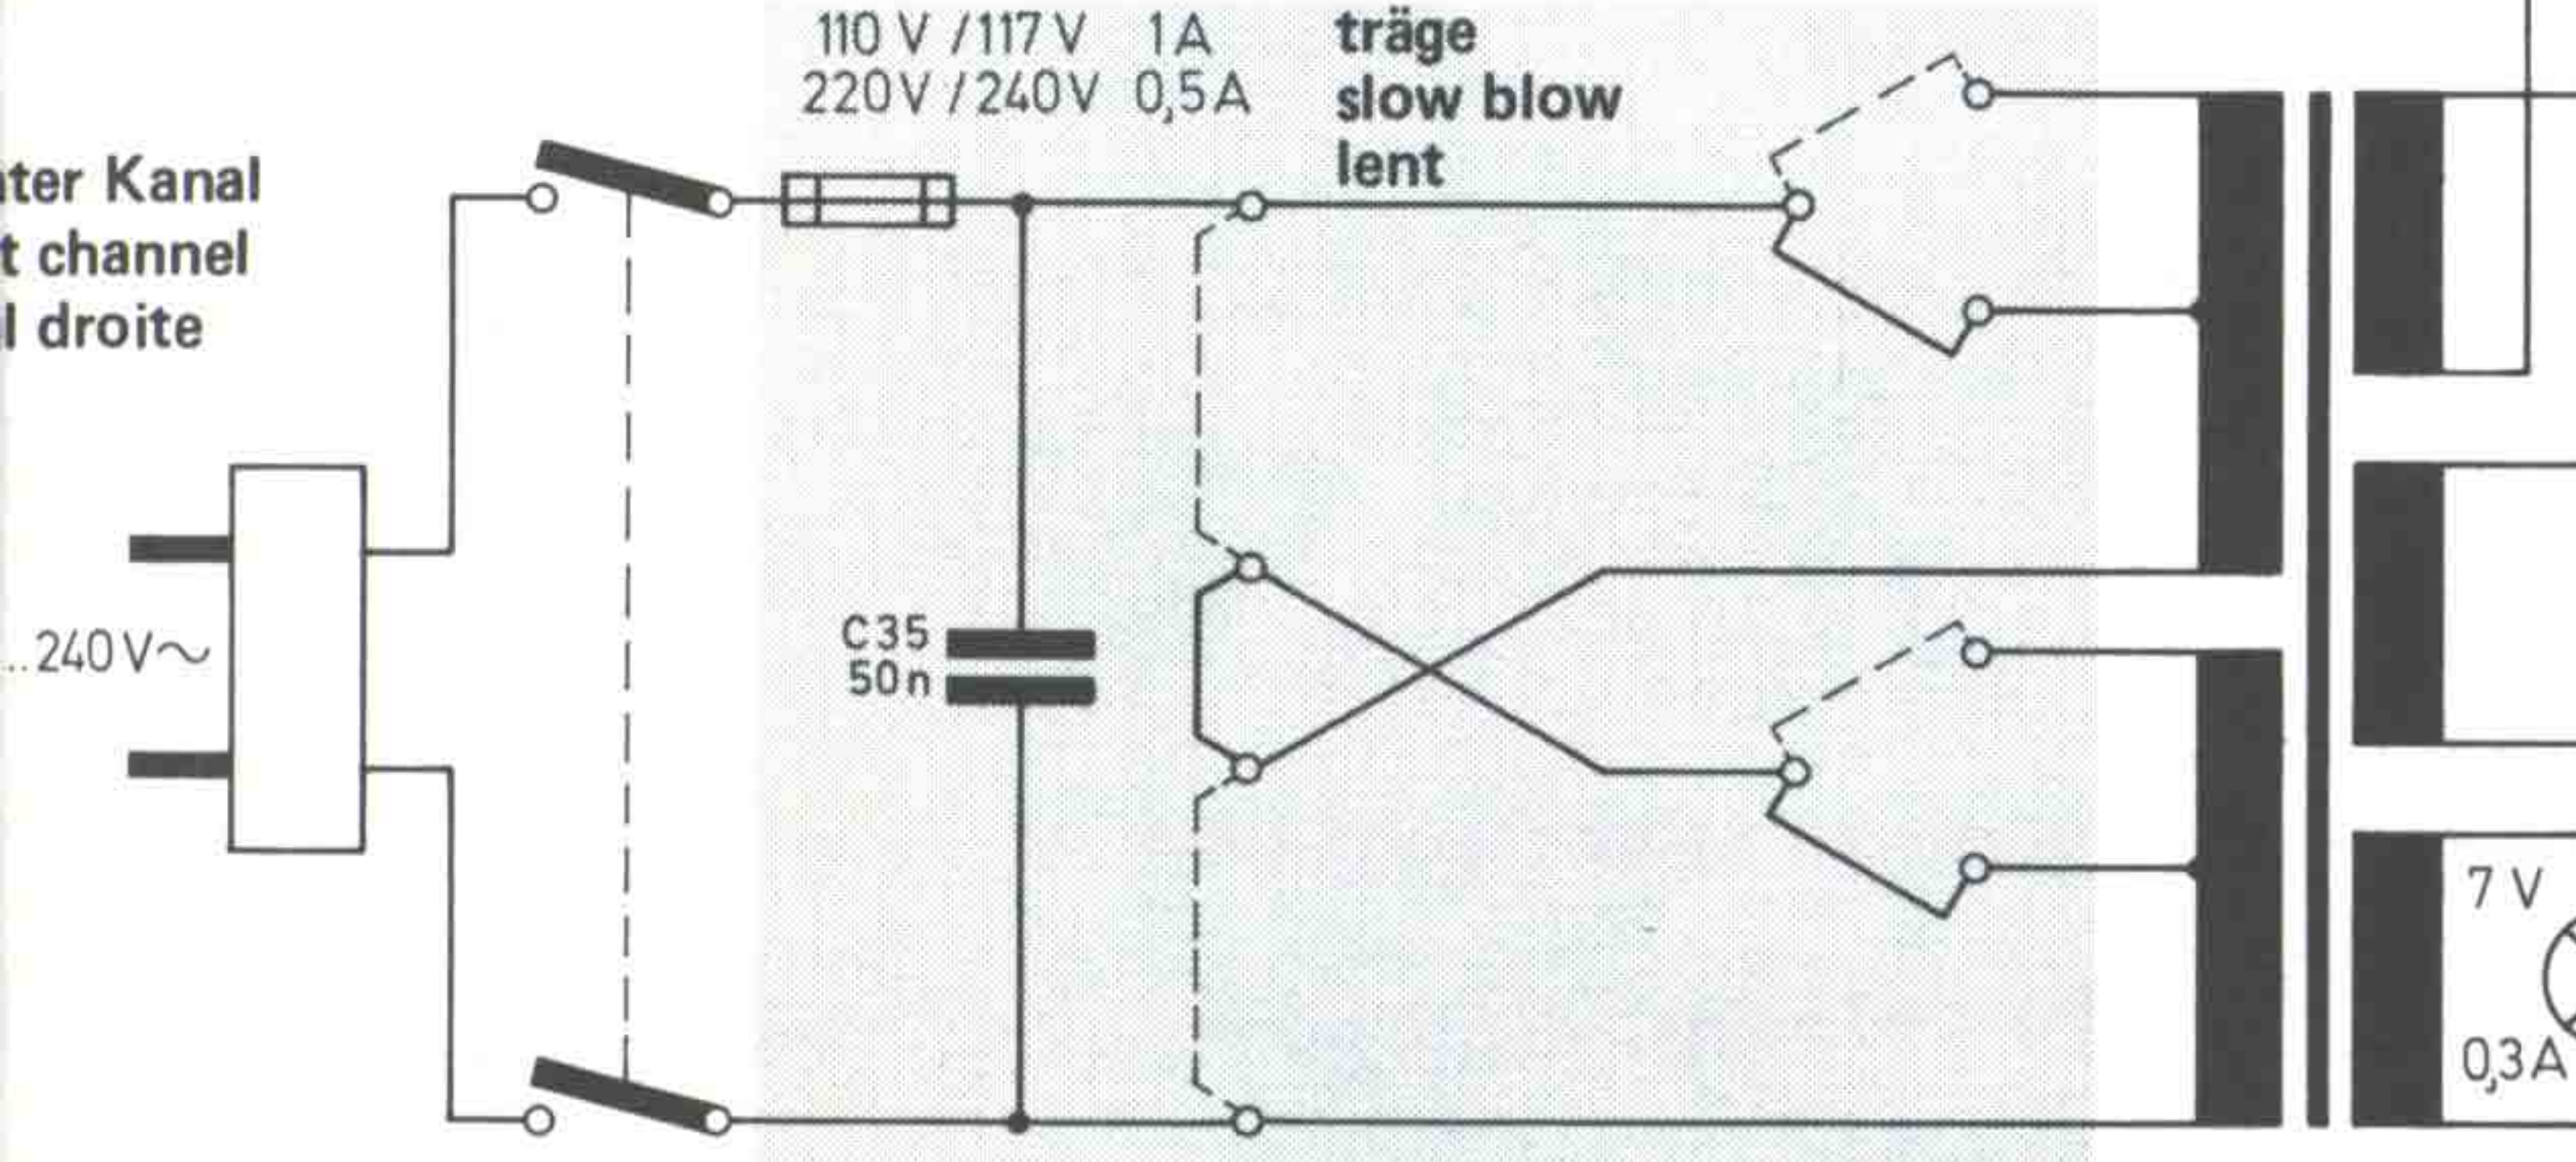 110 V / 117 V 1 A
220 V / 240 V 0,5 A
träge
slow blow
lent
Kanal
channel
droite
C35
50n
..240 V~
7 V
0,3 A